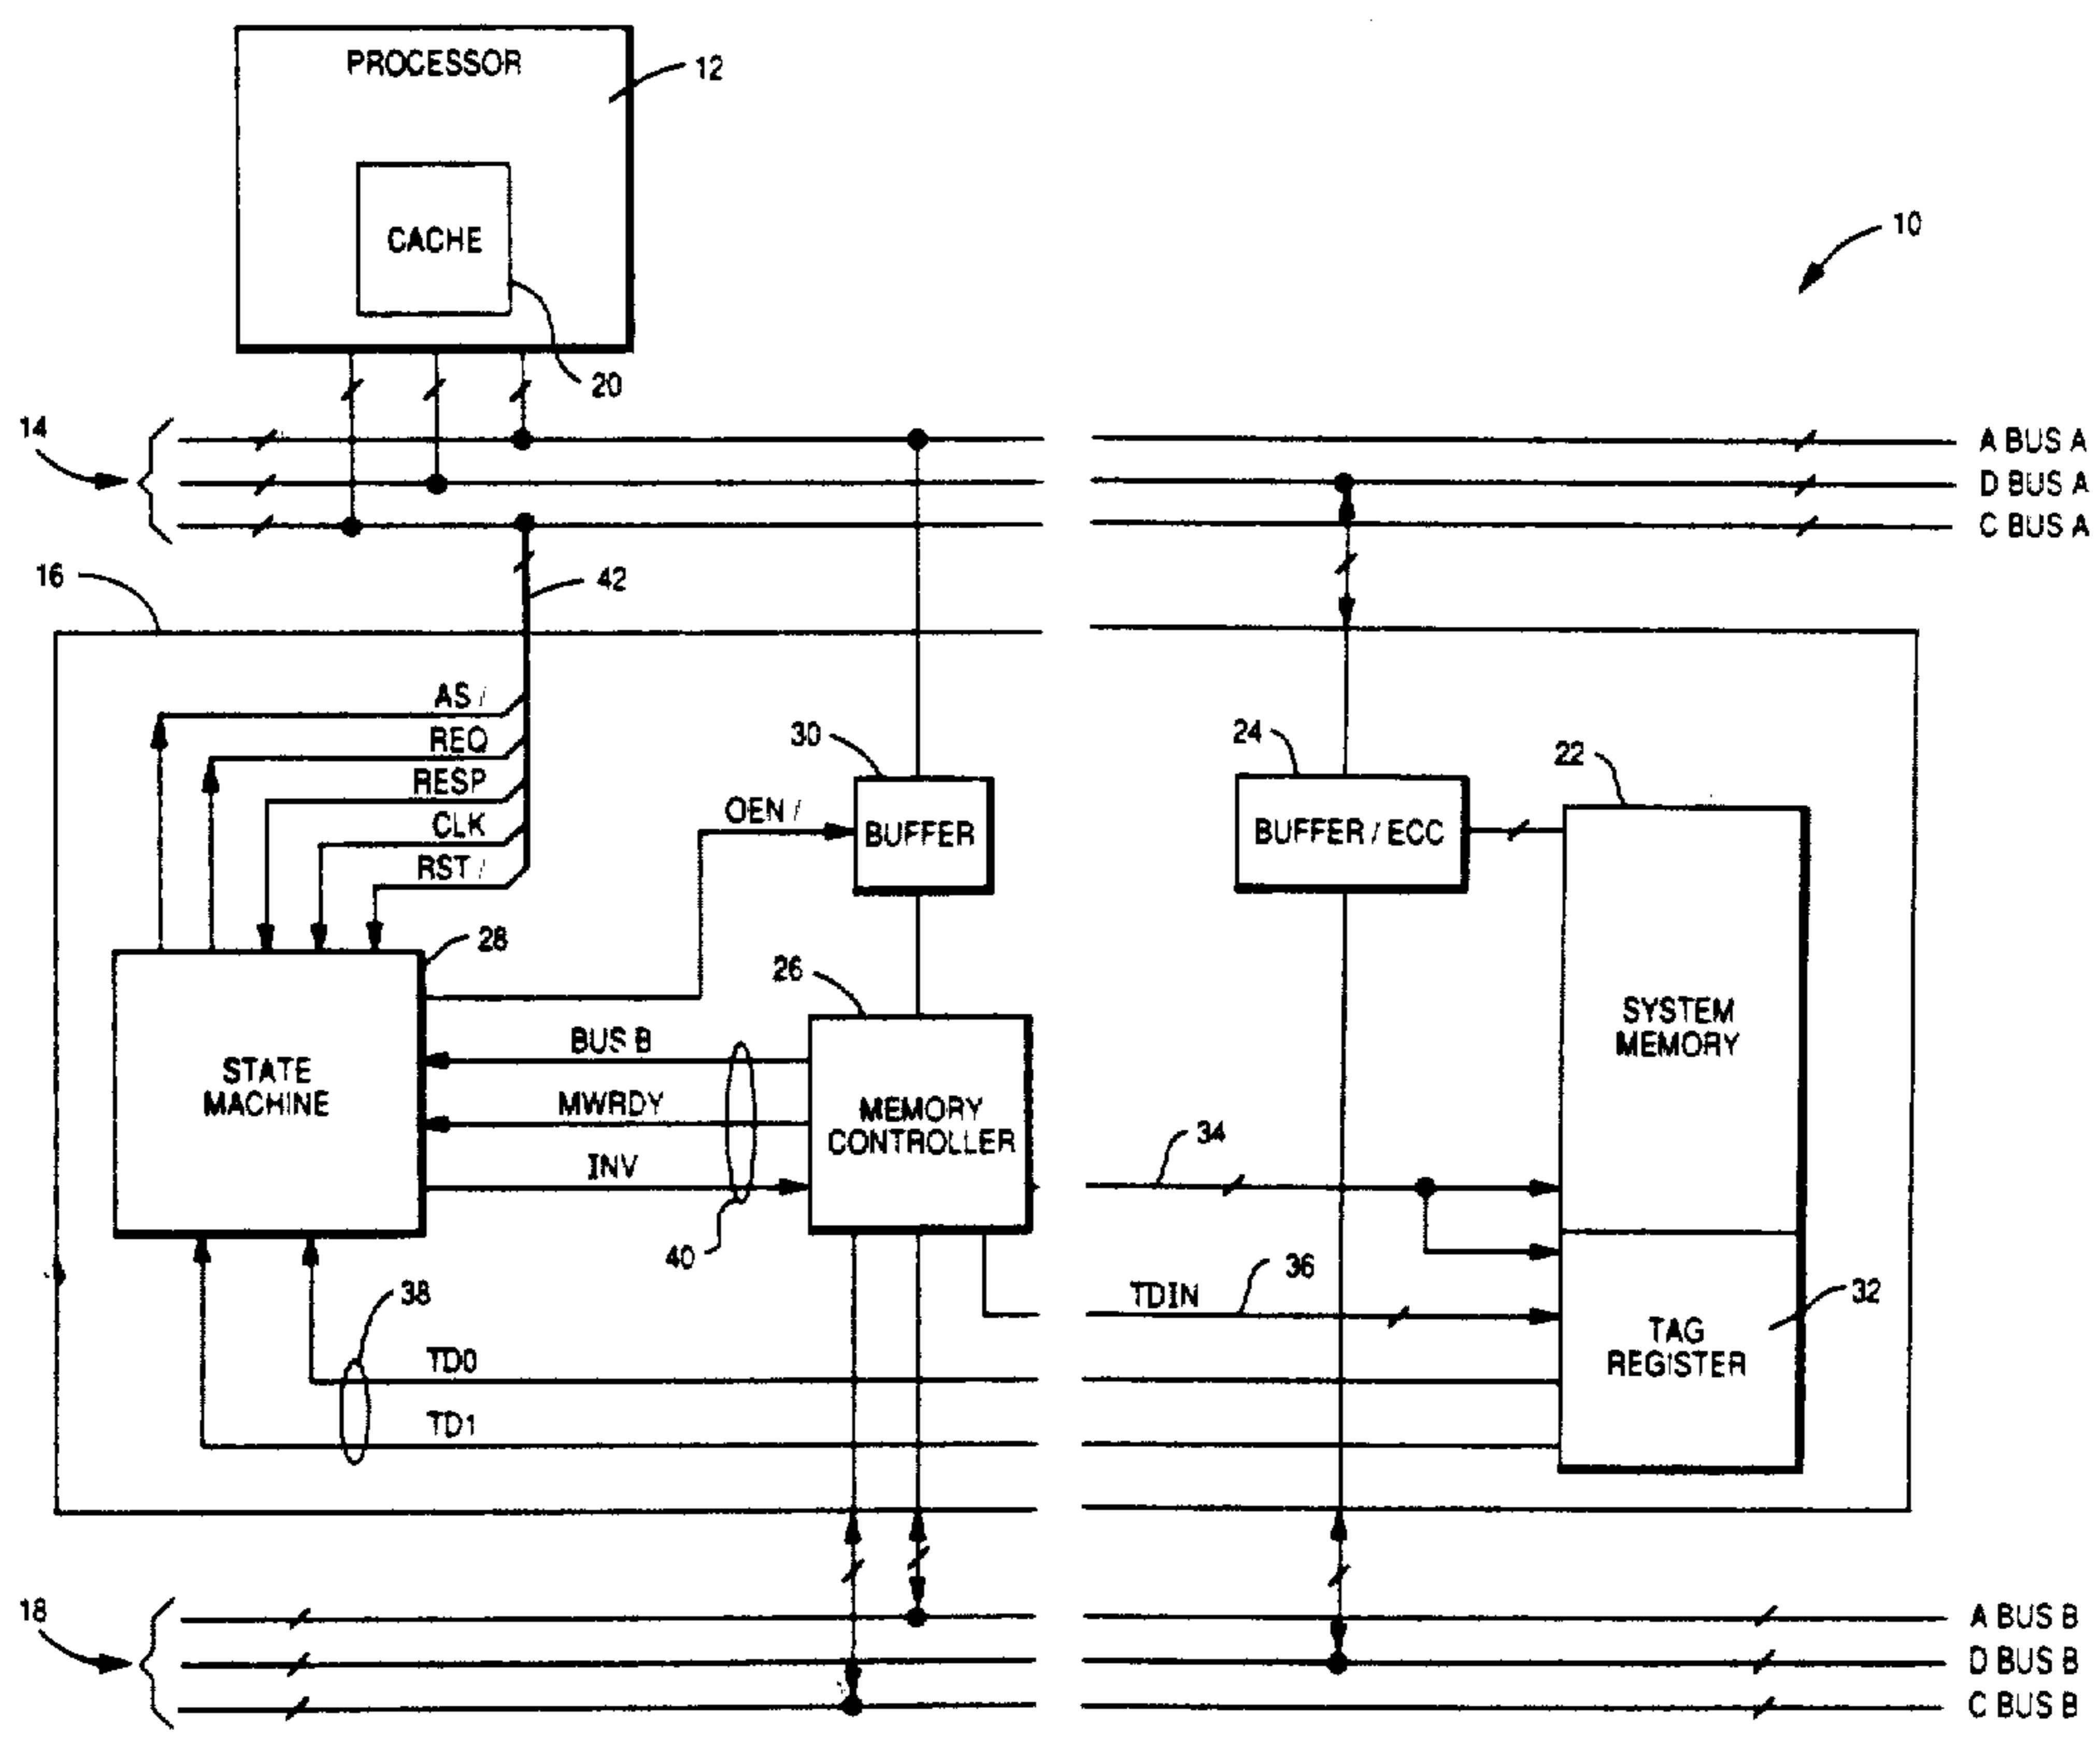 PROCESSOR
12
CACHE
10
20
14
A BUS A
D BUS A
C BUS A
16
42
AS /
REQ
RESP
CLK
RST /
30
24
22
OEN /
BUFFER
BUFFER / ECC
28
26
SYSTEM
MEMORY
BUS B
STATE
MACHINE
MWRDY
MEMORY
CONTROLLER
34
INV
40
36
38
TDIN
32
TAG
REGISTER
TD0
TD1
18
A BUS B
D BUS B
C BUS B